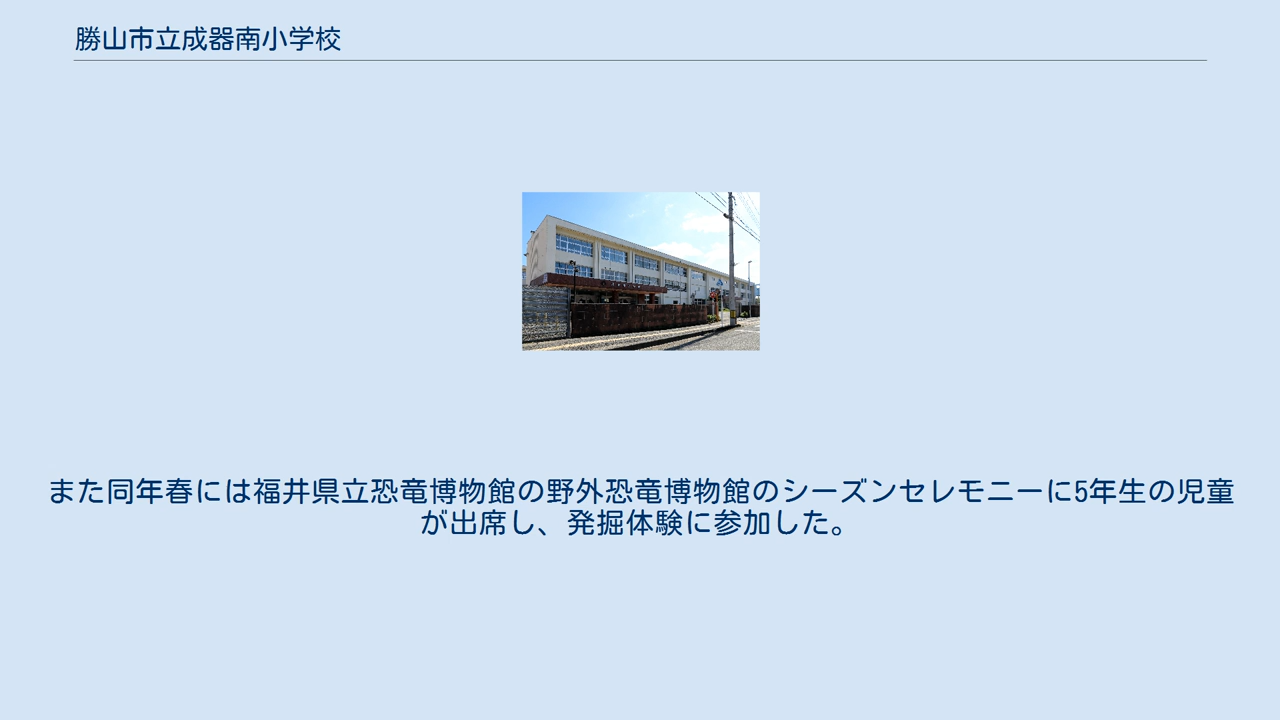 勝山市立成器南小学校
また同年春には福井県立恐竜博物館の野外恐竜博物館のシーズンセレモニーに5年生の児童
が出席し、発掘体験に参加した。